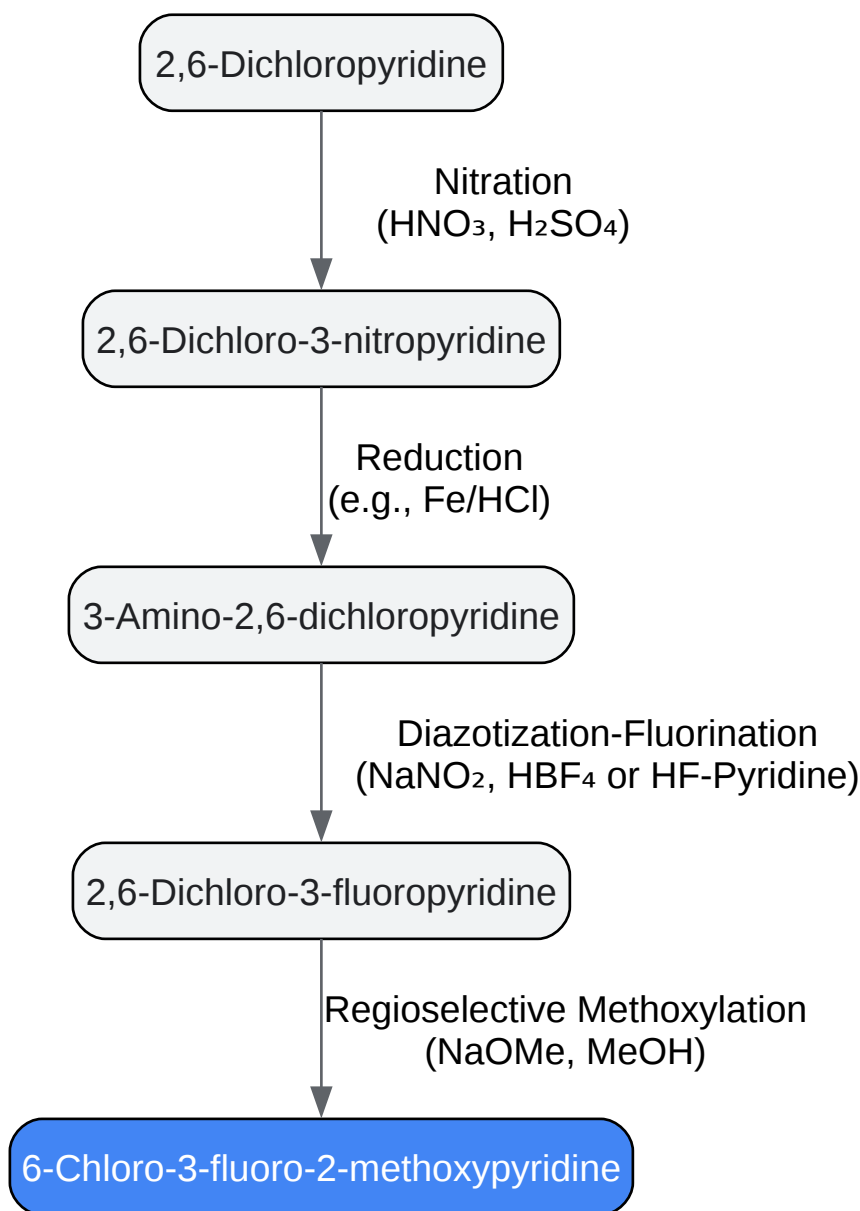 2,6-Dichloropyridine
Nitration
(HNO₃, H₂SO₄)
2,6-Dichloro-3-nitropyridine
Reduction
(e.g., Fe/HCl)
3-Amino-2,6-dichloropyridine
Diazotization-Fluorination
(NaNO₂, HBF₄ or HF-Pyridine)
2,6-Dichloro-3-fluoropyridine
Regioselective Methoxylation
(NaOMe, MeOH)
6-Chloro-3-fluoro-2-methoxypyridine